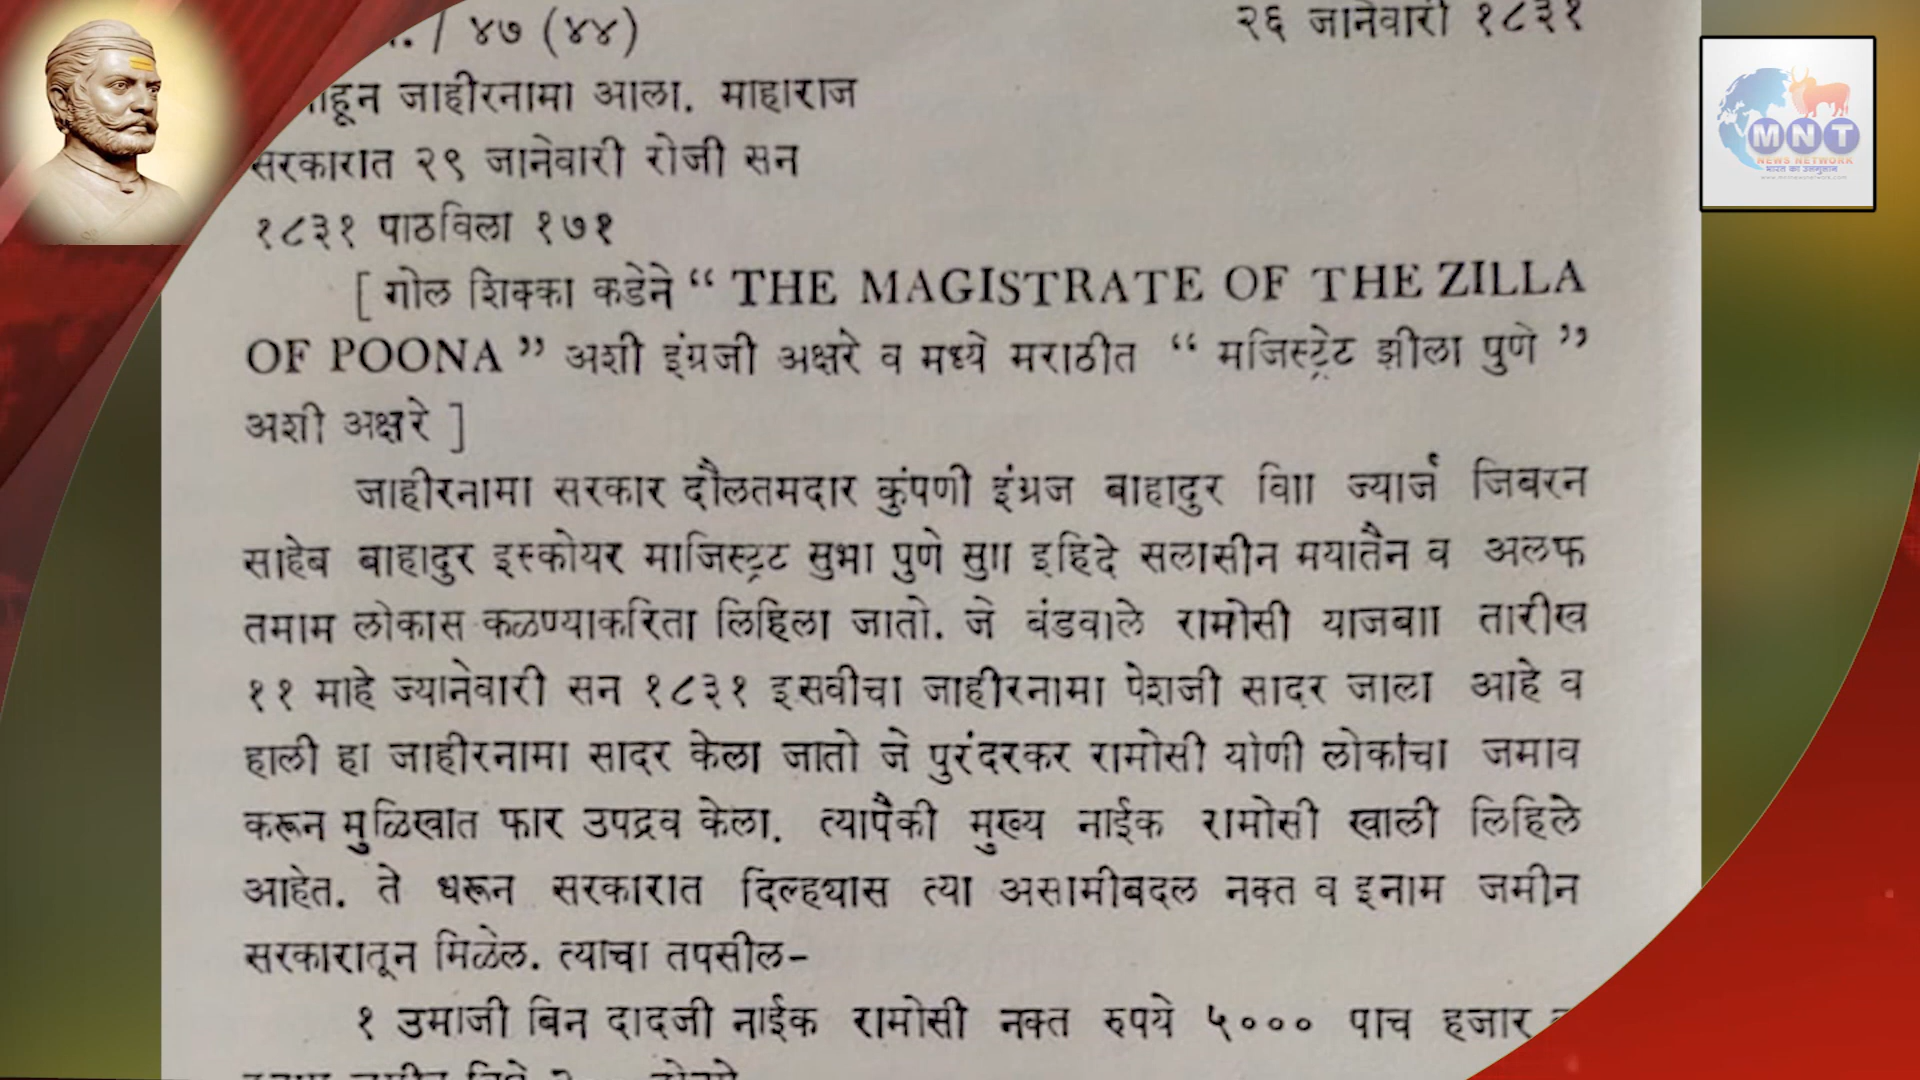 / ४७ (४४) २६ जानेवारी १८३१
जाहीरनामा आला. माहाराज
सरकारात २९ जानेवारी रोजी सन
१८३१ पाठविला १७१
[ गोल शिक्का कडेने “ THE MAGISTRATE OF THE ZILLA
OF POONA ” अशी इंग्रजी अक्षरे व मध्ये मराठीत “ मजिस्ट्रेट झीला पुणे ”
अशी अक्षरे ]
जाहीरनामा सरकार दौलतमदार कुंपणी इंग्रज बाहादुर वि॥ ज्यार्ज जिबरन
साहेब बाहादुर इस्कोयर माजिस्ट्रट सुभा पुणे सु॥ इहिदे सलासीन मयातैन व अलफ
तमाम लोकास कळण्याकरिता लिहिला जातो. जे बंडवाले रामोसी याजबा॥ तारीख
११ माहे ज्यानेवारी सन १८३१ इसवीचा जाहीरनामा पेशजी सादर जाला आहे व
हाली हा जाहीरनामा सादर केला जातो जे पुरंदरकर रामोसी यांणी लोकांचा जमाव
करून मुळिखांत फार उपद्रव केला. त्यापैकी मुख्य नाईक रामोसी खाली लिहिले
आहेत. ते धरून सरकारात दिल्हयास त्या असामीबदल नक्त व इनाम जमीन
सरकारातून मिळेल. त्याचा तपसील-
१ उमाजी बिन दादजी नाईक रामोसी नक्त रुपये ५००० पाच हजार
MNT
NEWS NETWORK